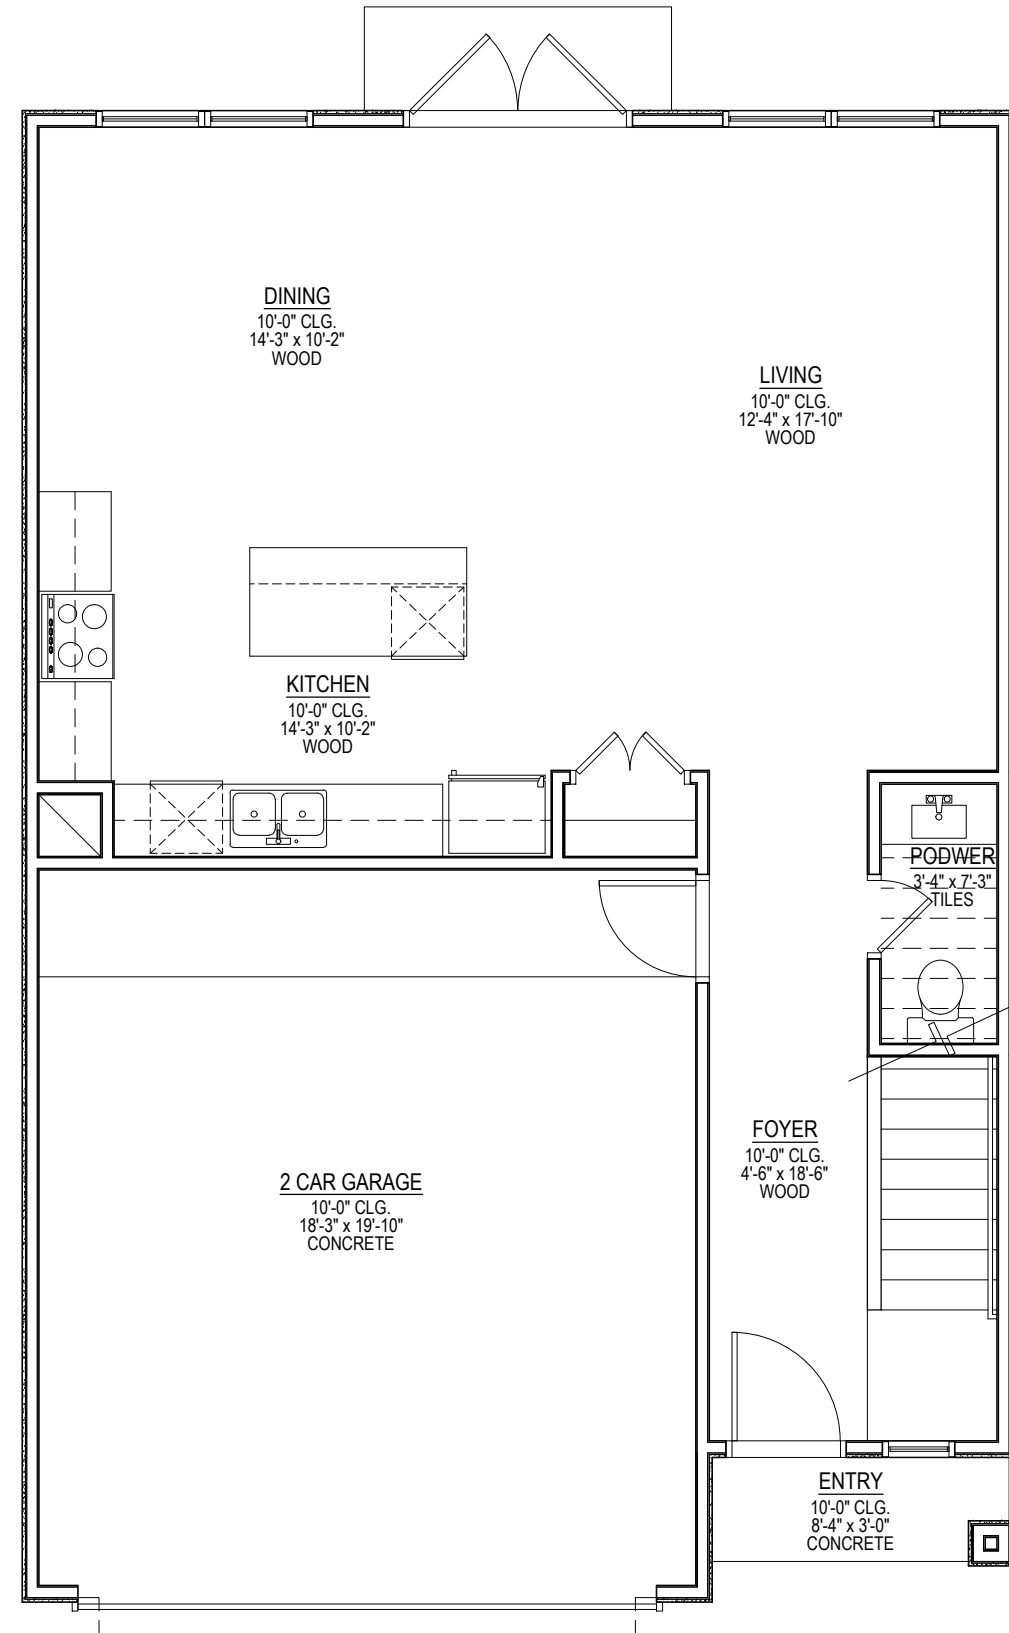 DINING
10'-0" CLG.
14'-3" x 10'-2"
WOOD
LIVING
10'-0" CLG.
12'-4" x 17'-10"
WOOD
KITCHEN
10'-0" CLG.
14'-3" x 10'-2"
WOOD
PODWER
3'-4" x 7'-3"
TILES
FOYER
10'-0" CLG.
4'-6" x 18'-6"
WOOD
2 CAR GARAGE
10'-0" CLG.
18'-3" x 19'-10"
CONCRETE
ENTRY
10'-0" CLG.
8'-4" x 3'-0"
CONCRETE